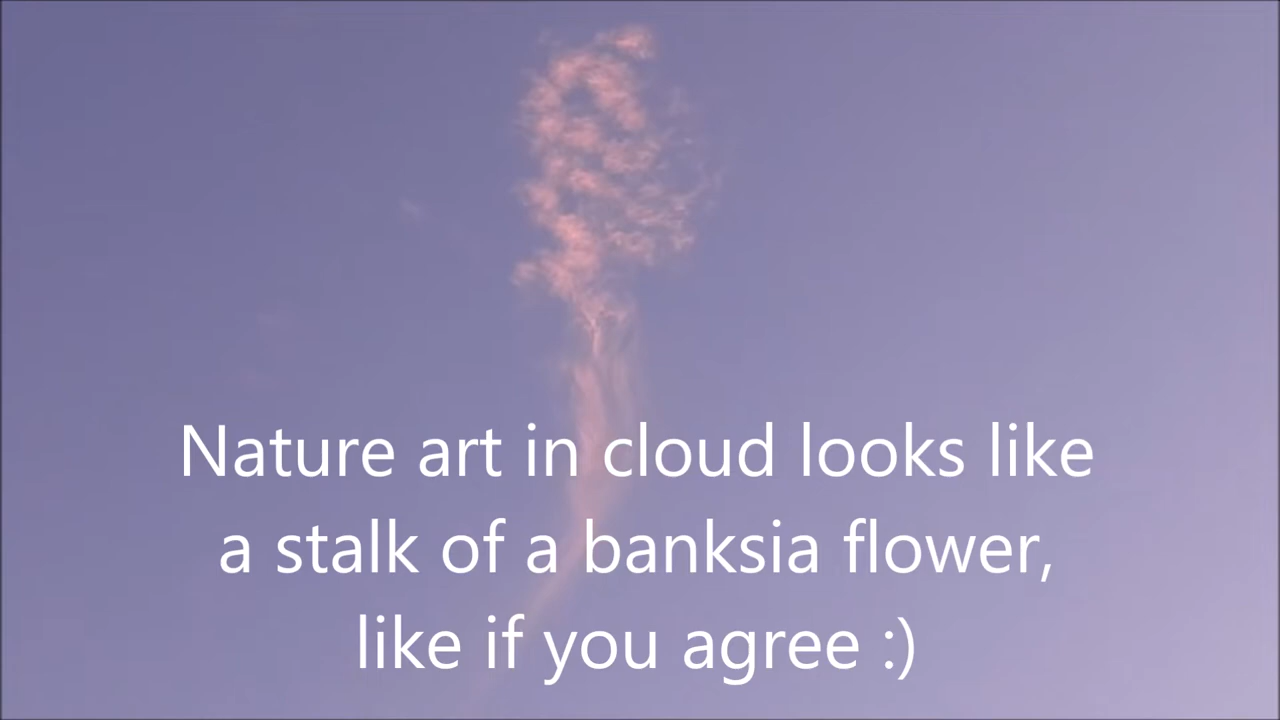 Nature art in cloud looks like
a stalk of a banksia flower,
like if you agree :)